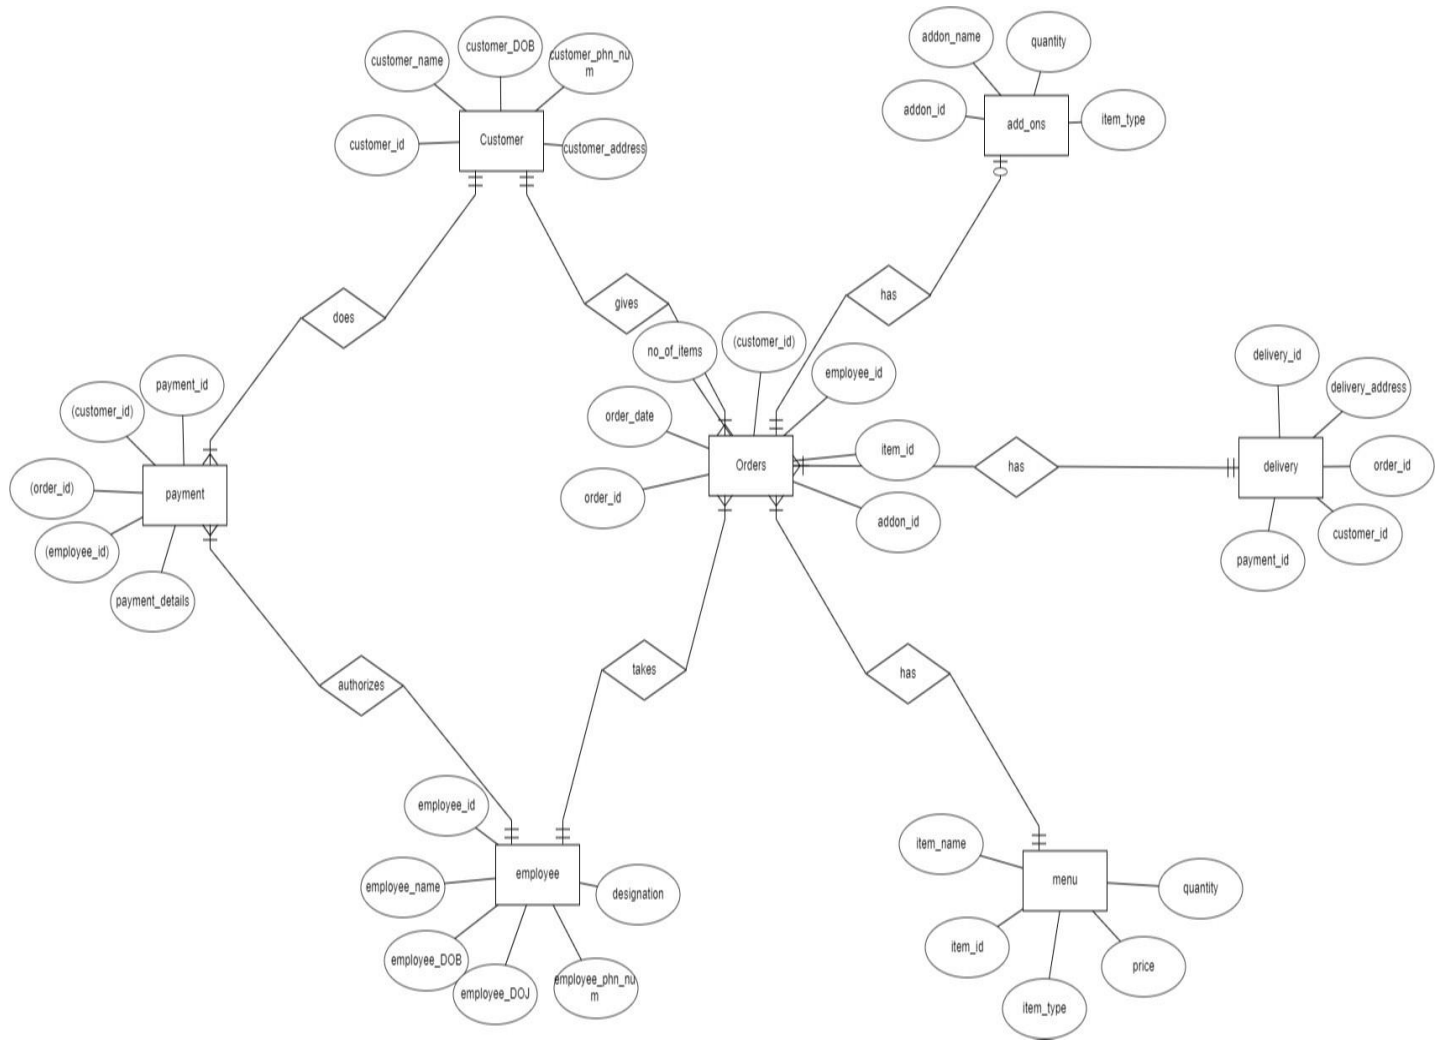 addon_name
quantity
customer_DOB
customer_name
customer_phn_nu
m
addon_id
add_ons
item_type
customer_id
Customer
customer_address
has
gives
does
(customer_id)
no_of_items
delivery_id
employee_id
payment_id
delivery_address
(customer_id)
order_date
item_id
Orders
has
delivery
order_id
(order_id)
payment
order_id
addon_id
customer_id
(employee_id)
payment_id
payment_details
takes
has
authorizes
employee_id
item_name
employee
menu
employee_name
designation
quantity
item_id
employee_DOB
price
employee_DOJ
employee_phn_nu
m
item_type